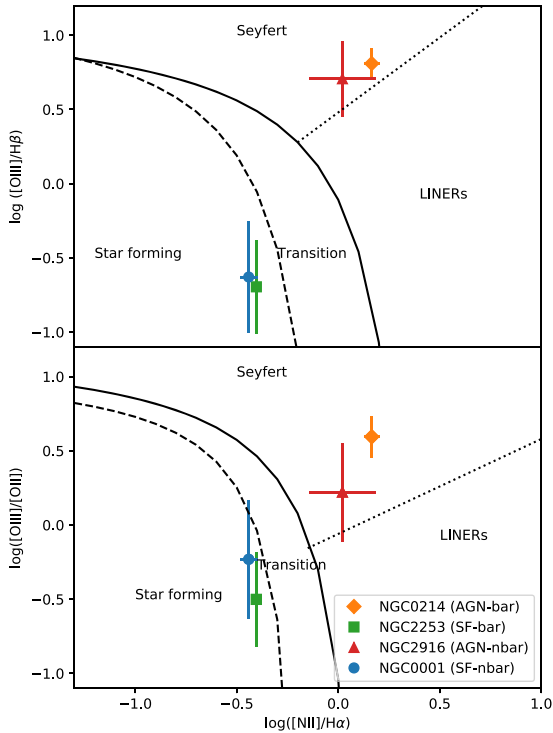 Seyfert
1.0
0.5
0.0
−0.5
−1.0
log ([OIII]/Hβ)
LINERs
Star forming
Transition
Seyfert
1.0
0.5
0.0
−0.5
−1.0
log([OIII]/[OII])
LINERs
Transition
Star forming
NGC0214 (AGN-bar)
NGC2253 (SF-bar)
NGC2916 (AGN-nbar)
NGC0001 (SF-nbar)
−1.0 −0.5 0.0 0.5 1.0
log([NII]/Hα)